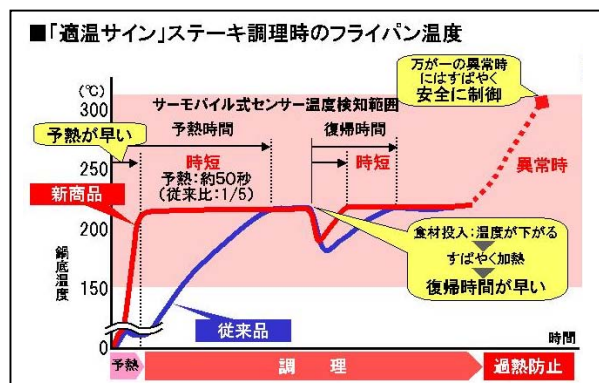 ■「適温サイン」ステーキ調理時のフライパン温度
(℃)
300
250
200
150
0
鍋底温度
サーモパイル式センサー温度検知範囲
万が一の異常時
にはすばやく
安全に制御
予熱が早い
予熱時間
時短
予熱:約50秒
(従来比:1/5)
復帰時間
時短
異常時
新商品
食材投入:温度が下がる
すばやく加熱
復帰時間が早い
従来品
時間
予熱
調 理
過熱防止